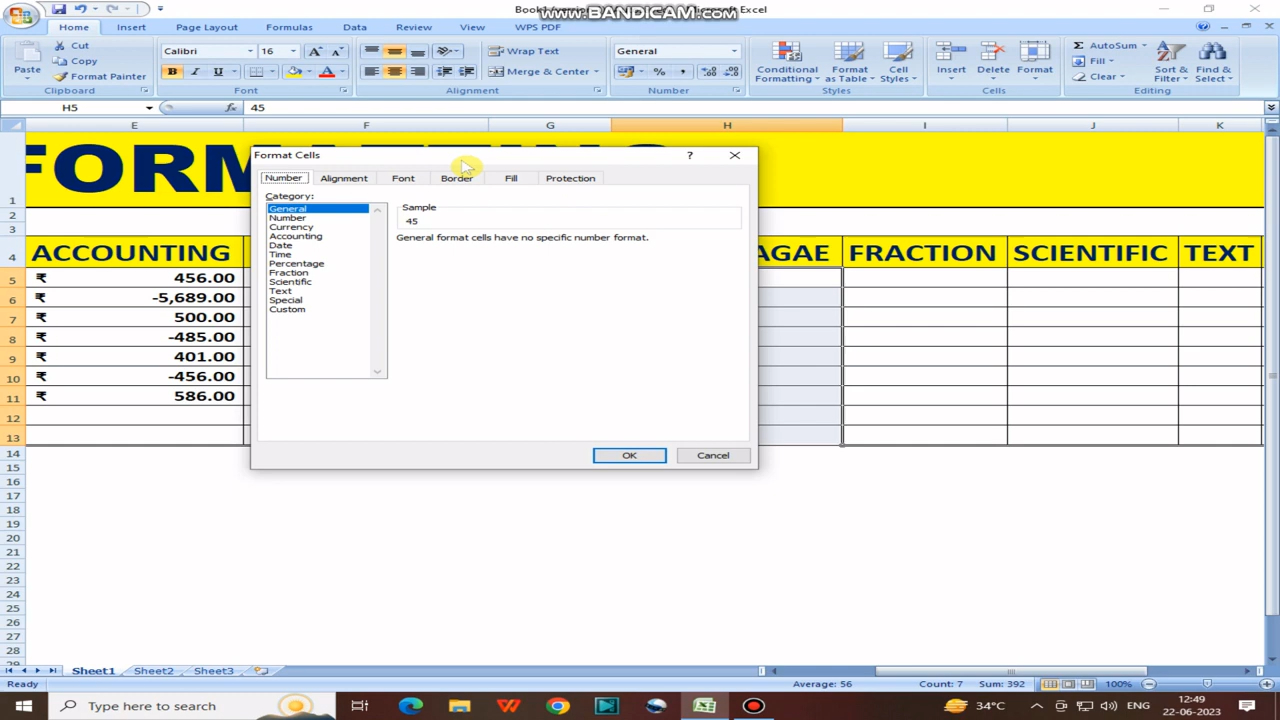 Book1
Microsoft Excel
www.BANDICAM.com
Home Insert Page Layout Formulas Data Review View WPS PDF
Paste
Cut
Copy
Format Painter
Clipboard
Calibri 16
B I U
Font
Wrap Text
Merge & Center
Alignment
General
% ,
Number
Conditional Formatting
Format as Table
Cell Styles
Styles
Insert
Delete
Format
Cells
AutoSum
Fill
Clear
Sort & Filter
Find & Select
Editing
H5 fx 45
E F G H I J K
1
2
3
4 ACCOUNTING AGAE FRACTION SCIENTIFIC TEXT
5 ₹ 456.00
6 ₹ -5,689.00
7 ₹ 500.00
8 ₹ -485.00
9 ₹ 401.00
10 ₹ -456.00
11 ₹ 586.00
12
13
14
15
16
17
18
19
20
21
22
23
24
25
26
27
28
29
Format Cells ?
Number Alignment Font Border Fill Protection
Category:
General
Number
Currency
Accounting
Date
Time
Percentage
Fraction
Scientific
Text
Special
Custom
Sample
45
General format cells have no specific number format.
OK Cancel
Sheet1 Sheet2 Sheet3
Ready Average: 56 Count: 7 Sum: 392 100%
Type here to search
34°C
ENG
12:49
22-06-2023